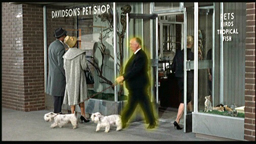 DAVIDSON'S PET SHOP
PETS
BIRDS
TROPICAL
FISH